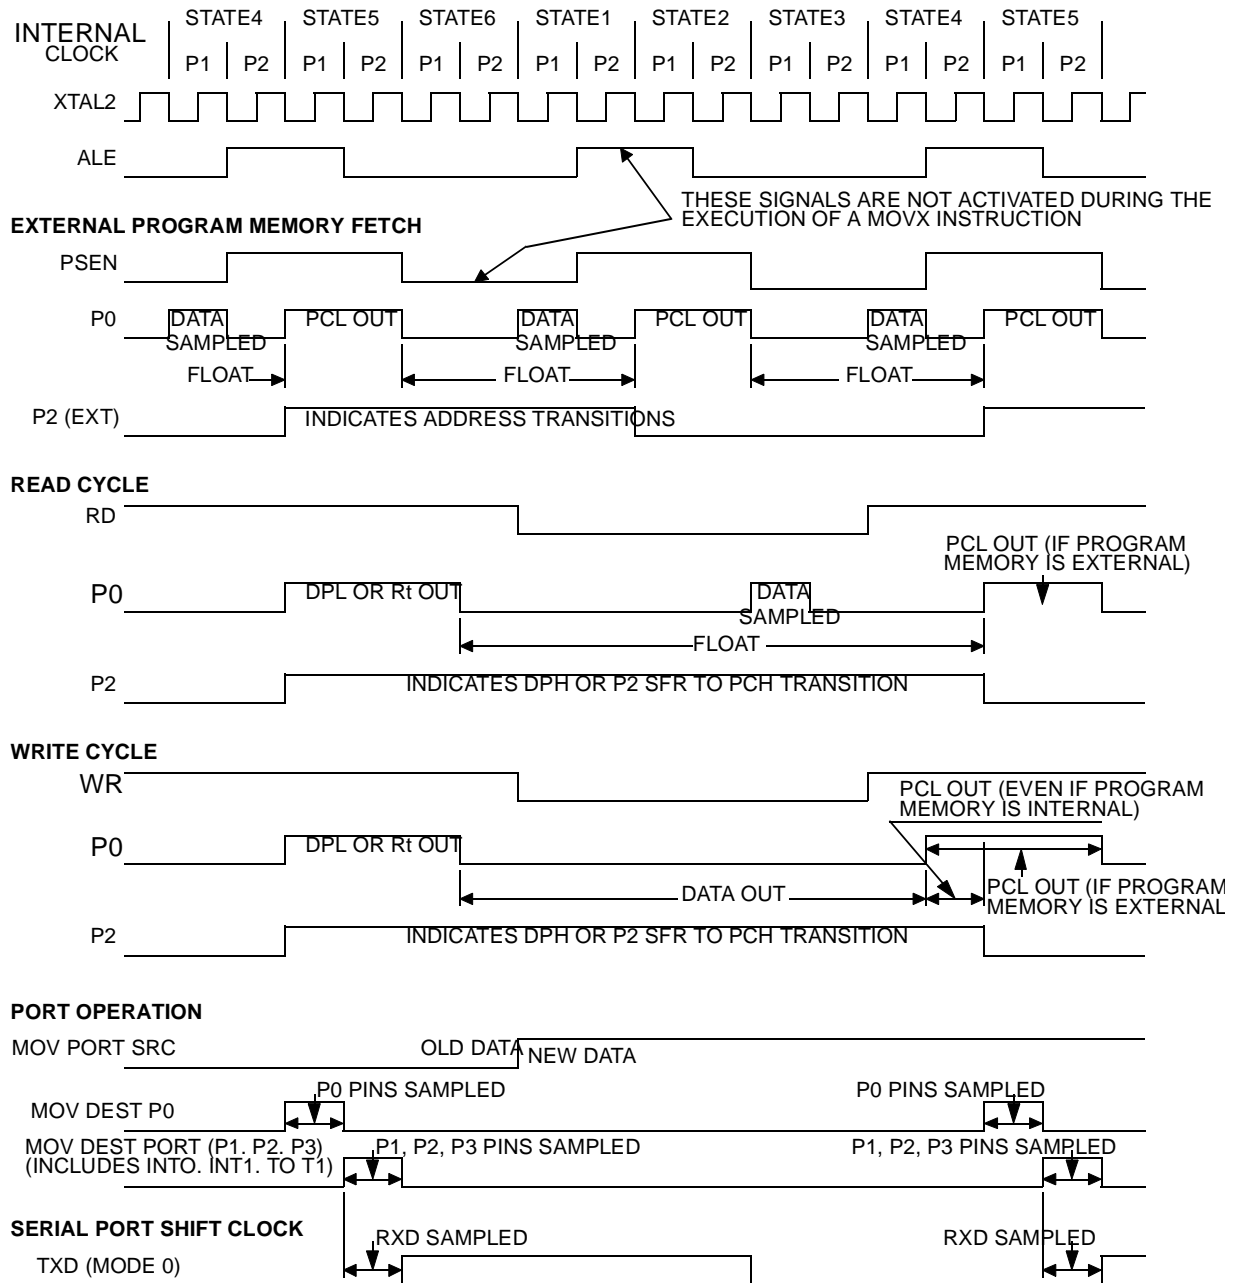 INTERNAL CLOCK
STATE4 STATE5 STATE6 STATE1 STATE2 STATE3 STATE4 STATE5
P1 P2 P1 P2 P1 P2 P1 P2 P1 P2 P1 P2 P1 P2 P1 P2
XTAL2
ALE
THESE SIGNALS ARE NOT ACTIVATED DURING THE
EXECUTION OF A MOVX INSTRUCTION
EXTERNAL PROGRAM MEMORY FETCH
PSEN
P0 DATA SAMPLED PCL OUT DATA SAMPLED PCL OUT DATA SAMPLED PCL OUT
FLOAT FLOAT FLOAT
P2 (EXT) INDICATES ADDRESS TRANSITIONS
READ CYCLE
RD
PCL OUT (IF PROGRAM
MEMORY IS EXTERNAL)
P0 DPL OR Rt OUT DATA SAMPLED
FLOAT
P2 INDICATES DPH OR P2 SFR TO PCH TRANSITION
WRITE CYCLE
WR
PCL OUT (EVEN IF PROGRAM
MEMORY IS INTERNAL)
P0 DPL OR Rt OUT
DATA OUT
PCL OUT (IF PROGRAM
MEMORY IS EXTERNAL
P2 INDICATES DPH OR P2 SFR TO PCH TRANSITION
PORT OPERATION
MOV PORT SRC OLD DATA NEW DATA
P0 PINS SAMPLED P0 PINS SAMPLED
MOV DEST P0
MOV DEST PORT (P1. P2. P3) P1, P2, P3 PINS SAMPLED P1, P2, P3 PINS SAMPLED
(INCLUDES INTO. INT1. TO T1)
SERIAL PORT SHIFT CLOCK
RXD SAMPLED RXD SAMPLED
TXD (MODE 0)